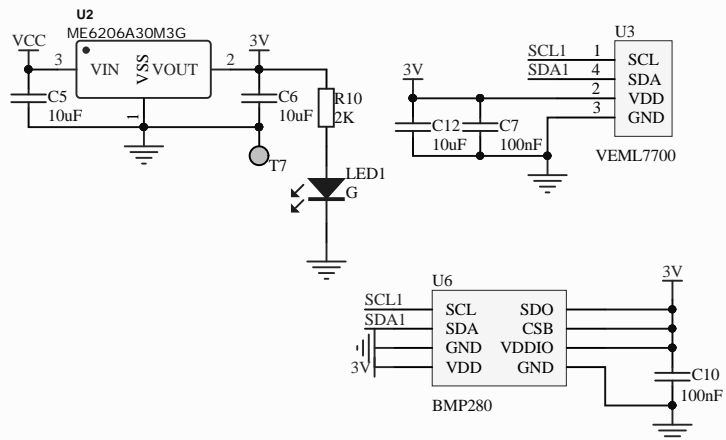 U2
ME6206A30M3G
VCC
3
VIN
VSS
VOUT
2
3V
1
C5
10uF
C6
10uF
R10
2K
T7
LED1
G
U3
SCL1
1
SCL
SDA1
4
SDA
3V
2
VDD
3
GND
C12
10uF
C7
100nF
VEML7700
U6
3V
SCL1
SCL
SDO
SDA1
SDA
CSB
GND
VDDIO
3V
VDD
GND
C10
100nF
BMP280